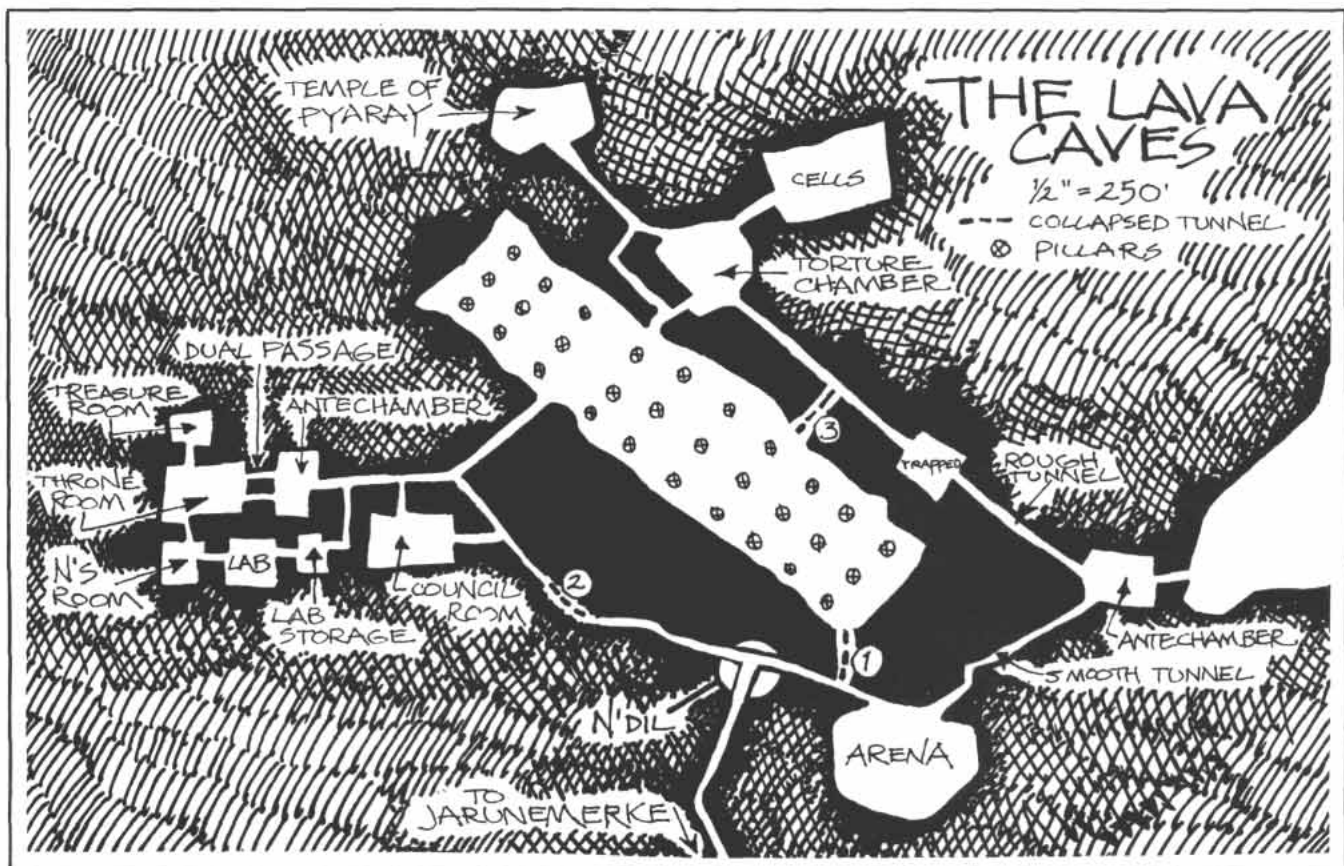 THE LAVA
CAVES
1/2" = 250'
COLLAPSED TUNNEL
PILLARS
TEMPLE OF
PYARAY
CELLS
TORTURE
CHAMBER
DUAL PASSAGE
TREASURE
ROOM
ANTECHAMBER
THRONE
ROOM
N'S
ROOM
LAB
LAB
STORAGE
COUNCIL
ROOM
2
3
TRAPPED
ROUGH
TUNNEL
ANTECHAMBER
SMOOTH TUNNEL
1
N'DIL
ARENA
TO
JARUNEMERKE